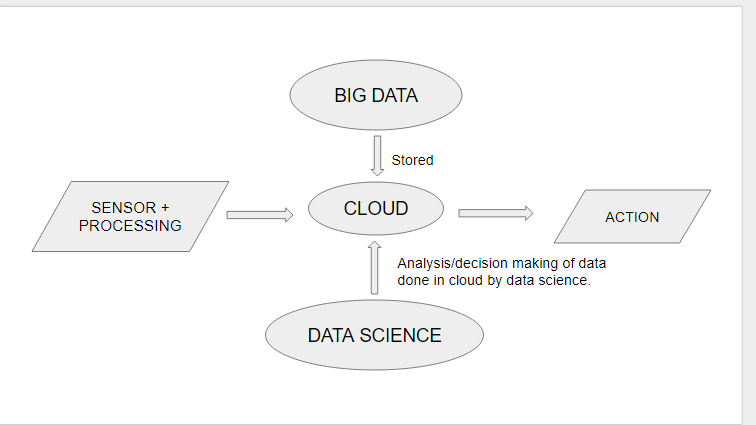 BIG DATA
Stored
SENSOR +
PROCESSING
CLOUD
ACTION
Analysis/decision making of data
done in cloud by data science.
DATA SCIENCE